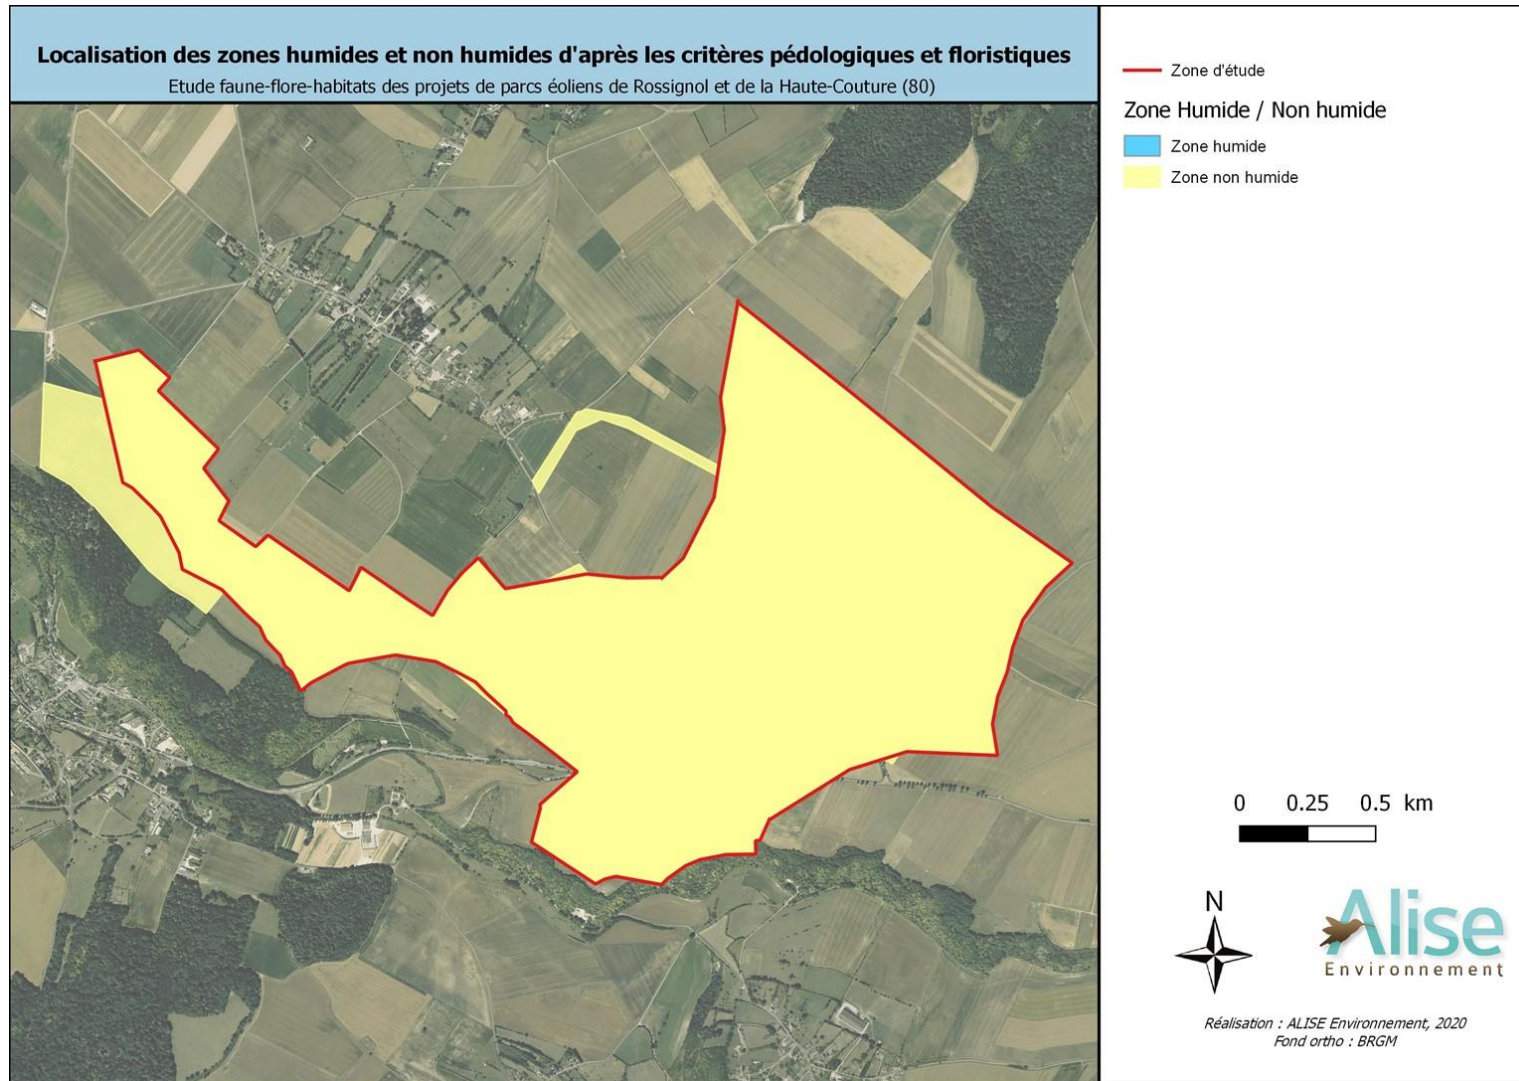 Localisation des zones humides et non humides d'après les critères pédologiques et floristiques
Etude faune-flore-habitats des projets de parcs éoliens de Rossignol et de la Haute-Couture (80)
Zone d'étude
Zone Humide / Non humide
Zone humide
Zone non humide
0 0.25 0.5 km
N
Alise
Environnement
Réalisation : ALISE Environnement, 2020
Fond ortho : BRGM